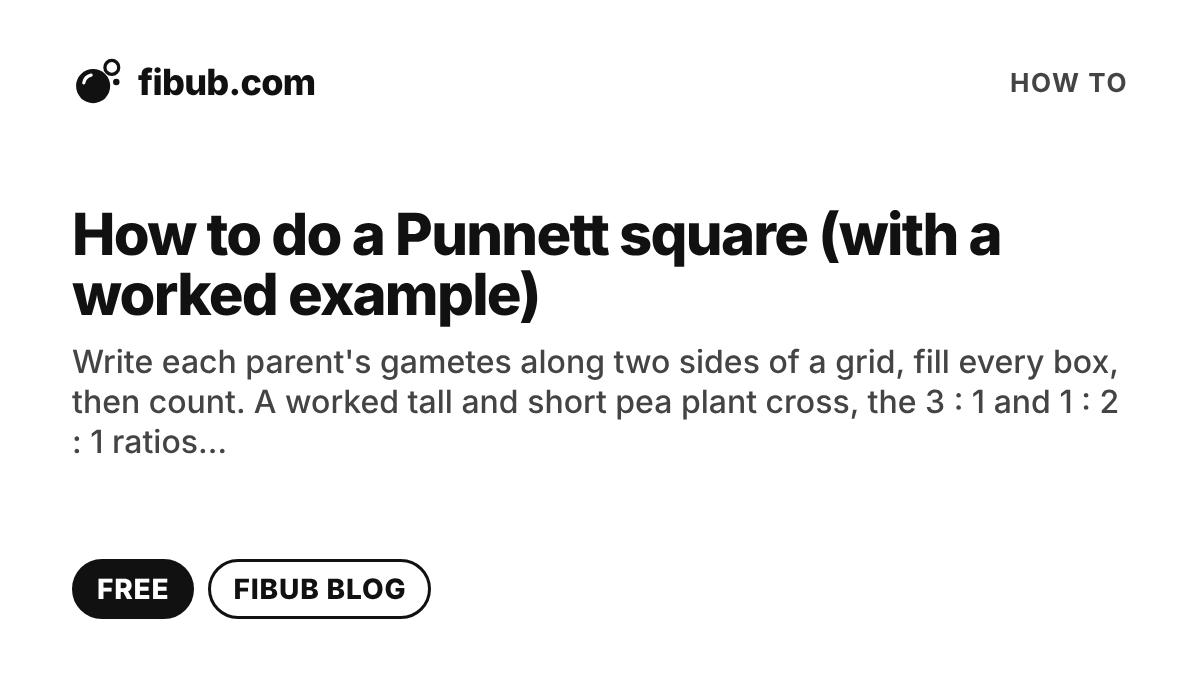 fibub.com
HOW TO
How to do a Punnett square (with a
worked example)
Write each parent's gametes along two sides of a grid, fill every box,
then count. A worked tall and short pea plant cross, the 3 : 1 and 1 : 2
: 1 ratios...
FREE
FIBUB BLOG